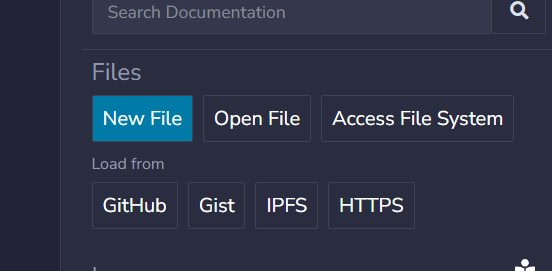 Search Documentation
Files
New File Open File Access File System
Load from
GitHub Gist IPFS HTTPS